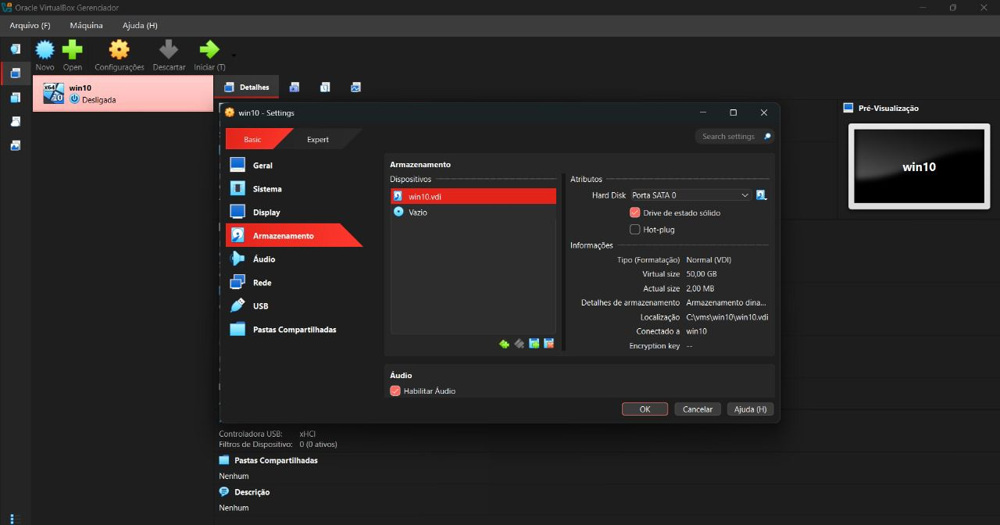 Oracle VirtualBox Gerenciador
Arquivo (F) Máquina Ajuda (H)
Novo Open Configurações Descartar Iniciar (T)
x64
10
win10
Desligada
Detalhes
Pré-Visualização
win10
win10 - Settings
Basic Expert
Search settings
Geral
Sistema
Display
Armazenamento
Áudio
Rede
USB
Pastas Compartilhadas
Armazenamento
Dispositivos
win10.vdi
Vazio
Atributos
Hard Disk Porta SATA 0
Drive de estado sólido
Hot-plug
Informações
Tipo (Formatação) Normal (VDI)
Virtual size 50,00 GB
Actual size 2,00 MB
Detalhes de armazenamento Armazenamento dina...
Localização C:\vms\win10\win10.vdi
Conectado a win10
Encryption key --
Áudio
Habilitar Áudio
OK Cancelar Ajuda (H)
Controladora USB: xHCI
Filtros de Dispositivo: 0 (0 ativos)
Pastas Compartilhadas
Nenhum
Descrição
Nenhum